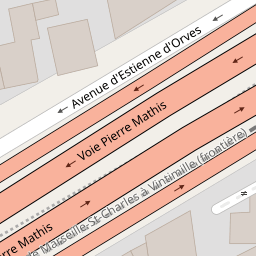 Avenue d'Estienne d'Orves
Voie Pierre Mathis
de Marseille-St-Charles à Vintimille (frontière)
rre Mathis